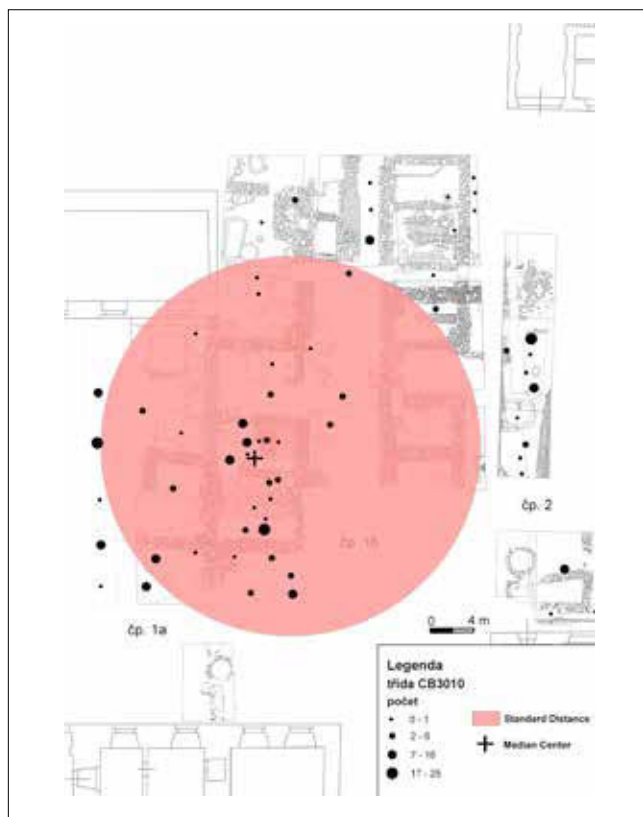 čp. 2
čp. 1b
čp. 1a
0 4 m
Legenda
třída CB3010
počet
0 - 1
2 - 6
7 - 16
17 - 25
Standard Distance
Median Center